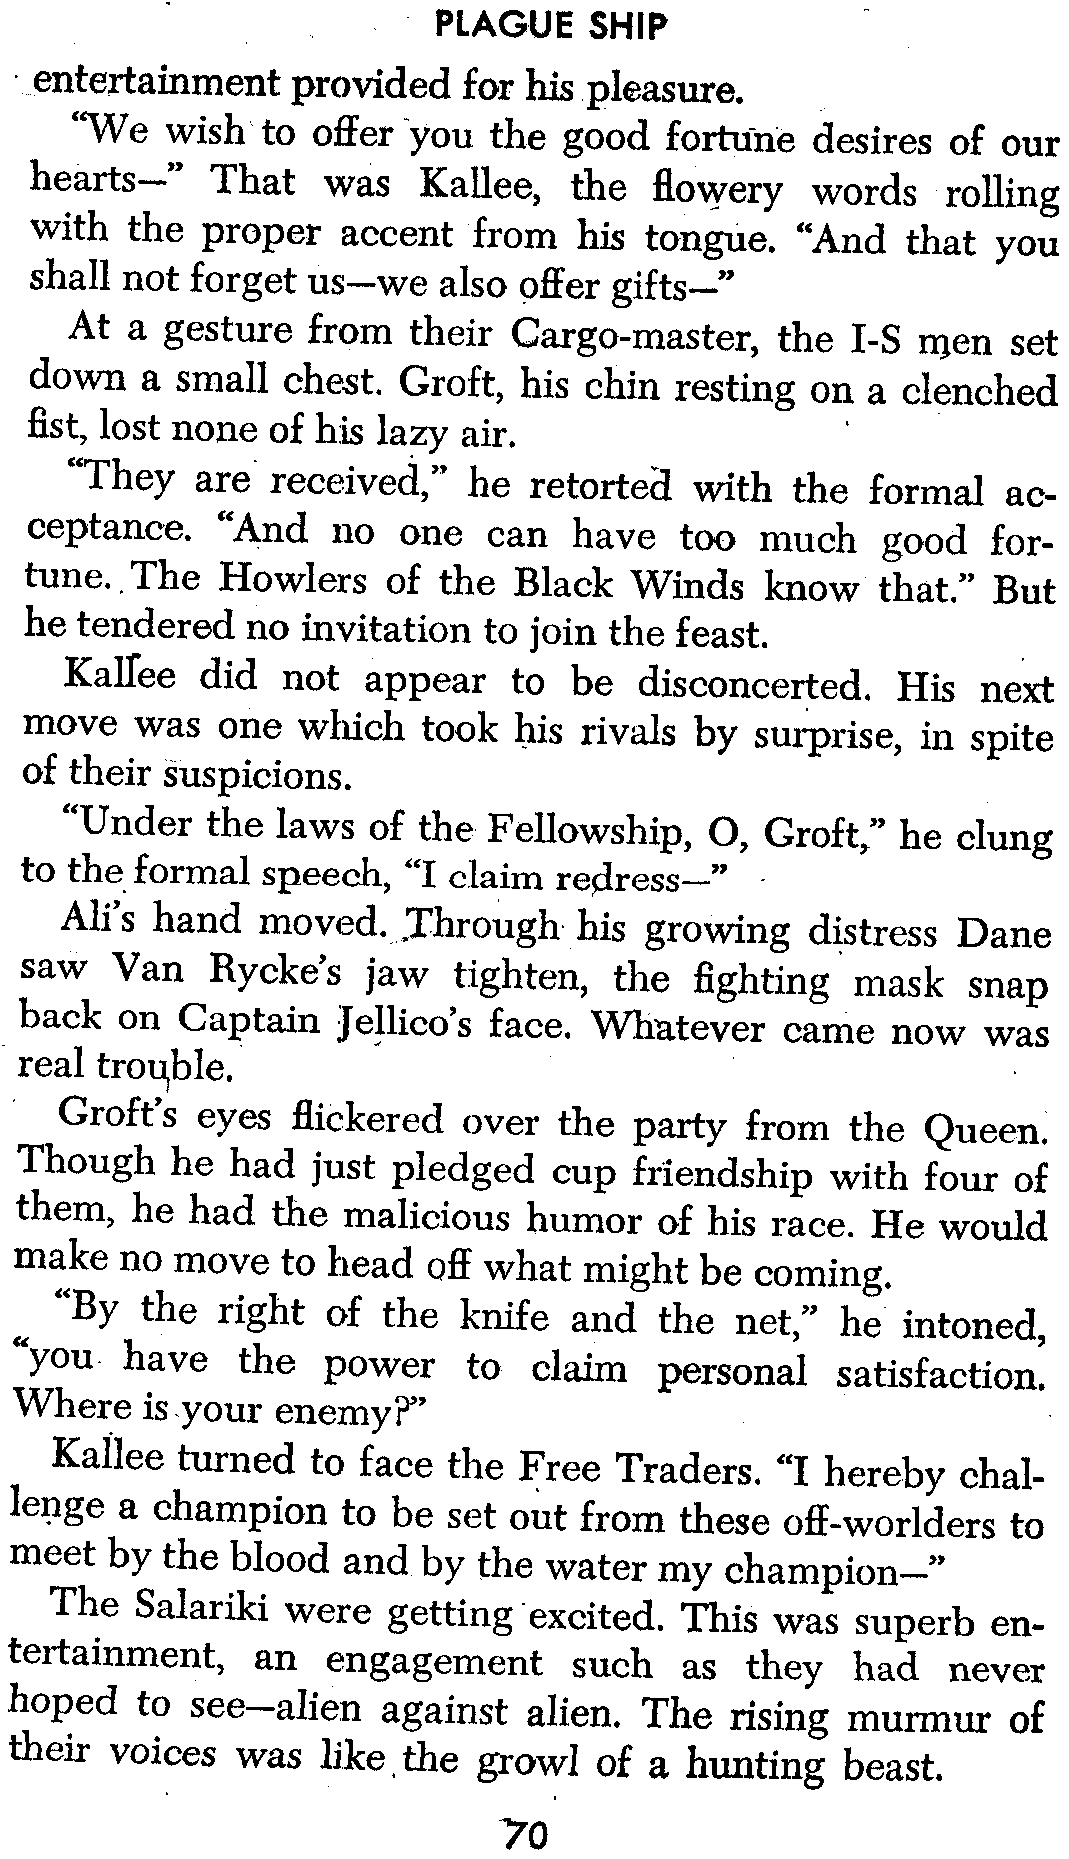 PLAGUE SHIP
entertainment provided for his pleasure.
“We wish to offer you the good fortune desires of our
hearts—” That was Kallee, the flowery words rolling
with the proper accent from his tongue. “And that you
shall not forget us—we also offer gifts—”
At a gesture from their Cargo-master, the I-S men set
down a small chest. Groft, his chin resting on a clenched
fist, lost none of his lazy air.
“They are received,” he retorted with the formal ac-
ceptance. “And no one can have too much good for-
tune. The Howlers of the Black Winds know that.” But
he tendered no invitation to join the feast.
Kallee did not appear to be disconcerted. His next
move was one which took his rivals by surprise, in spite
of their suspicions.
“Under the laws of the Fellowship, O, Groft,” he clung
to the formal speech, “I claim redress—”
Ali’s hand moved. Through his growing distress Dane
saw Van Rycke’s jaw tighten, the fighting mask snap
back on Captain Jellico’s face. Whatever came now was
real trouble.
Groft’s eyes flickered over the party from the Queen.
Though he had just pledged cup friendship with four of
them, he had the malicious humor of his race. He would
make no move to head off what might be coming.
“By the right of the knife and the net,” he intoned,
“you have the power to claim personal satisfaction.
Where is your enemy?”
Kallee turned to face the Free Traders. “I hereby chal-
lenge a champion to be set out from these off-worlders to
meet by the blood and by the water my champion—”
The Salariki were getting excited. This was superb en-
tertainment, an engagement such as they had never
hoped to see—alien against alien. The rising murmur of
their voices was like the growl of a hunting beast.
70